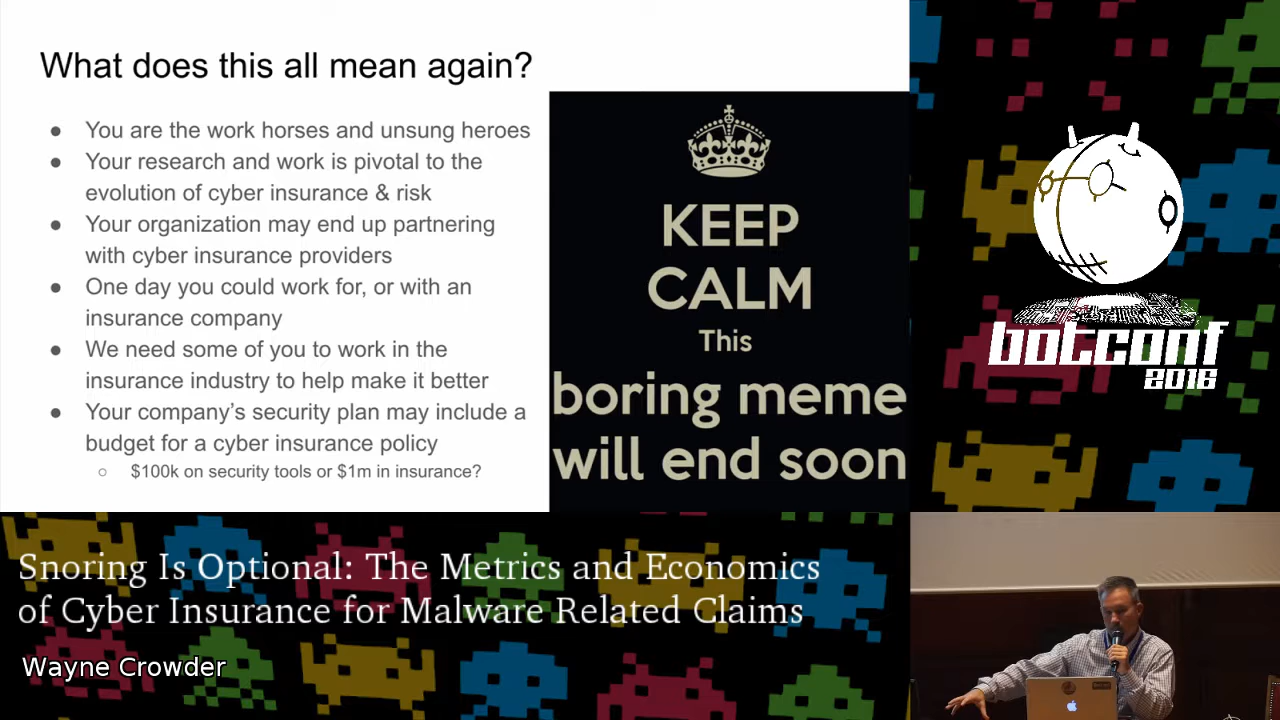 What does this all mean again?
● You are the work horses and unsung heroes
● Your research and work is pivotal to the
evolution of cyber insurance & risk
● Your organization may end up partnering
with cyber insurance providers
● One day you could work for, or with an
insurance company
● We need some of you to work in the
insurance industry to help make it better
● Your company’s security plan may include a
budget for a cyber insurance policy
○ $100k on security tools or $1m in insurance?
KEEP
CALM
This
boring meme
will end soon
botconf
2016
Snoring Is Optional: The Metrics and Economics
of Cyber Insurance for Malware Related Claims
Wayne Crowder